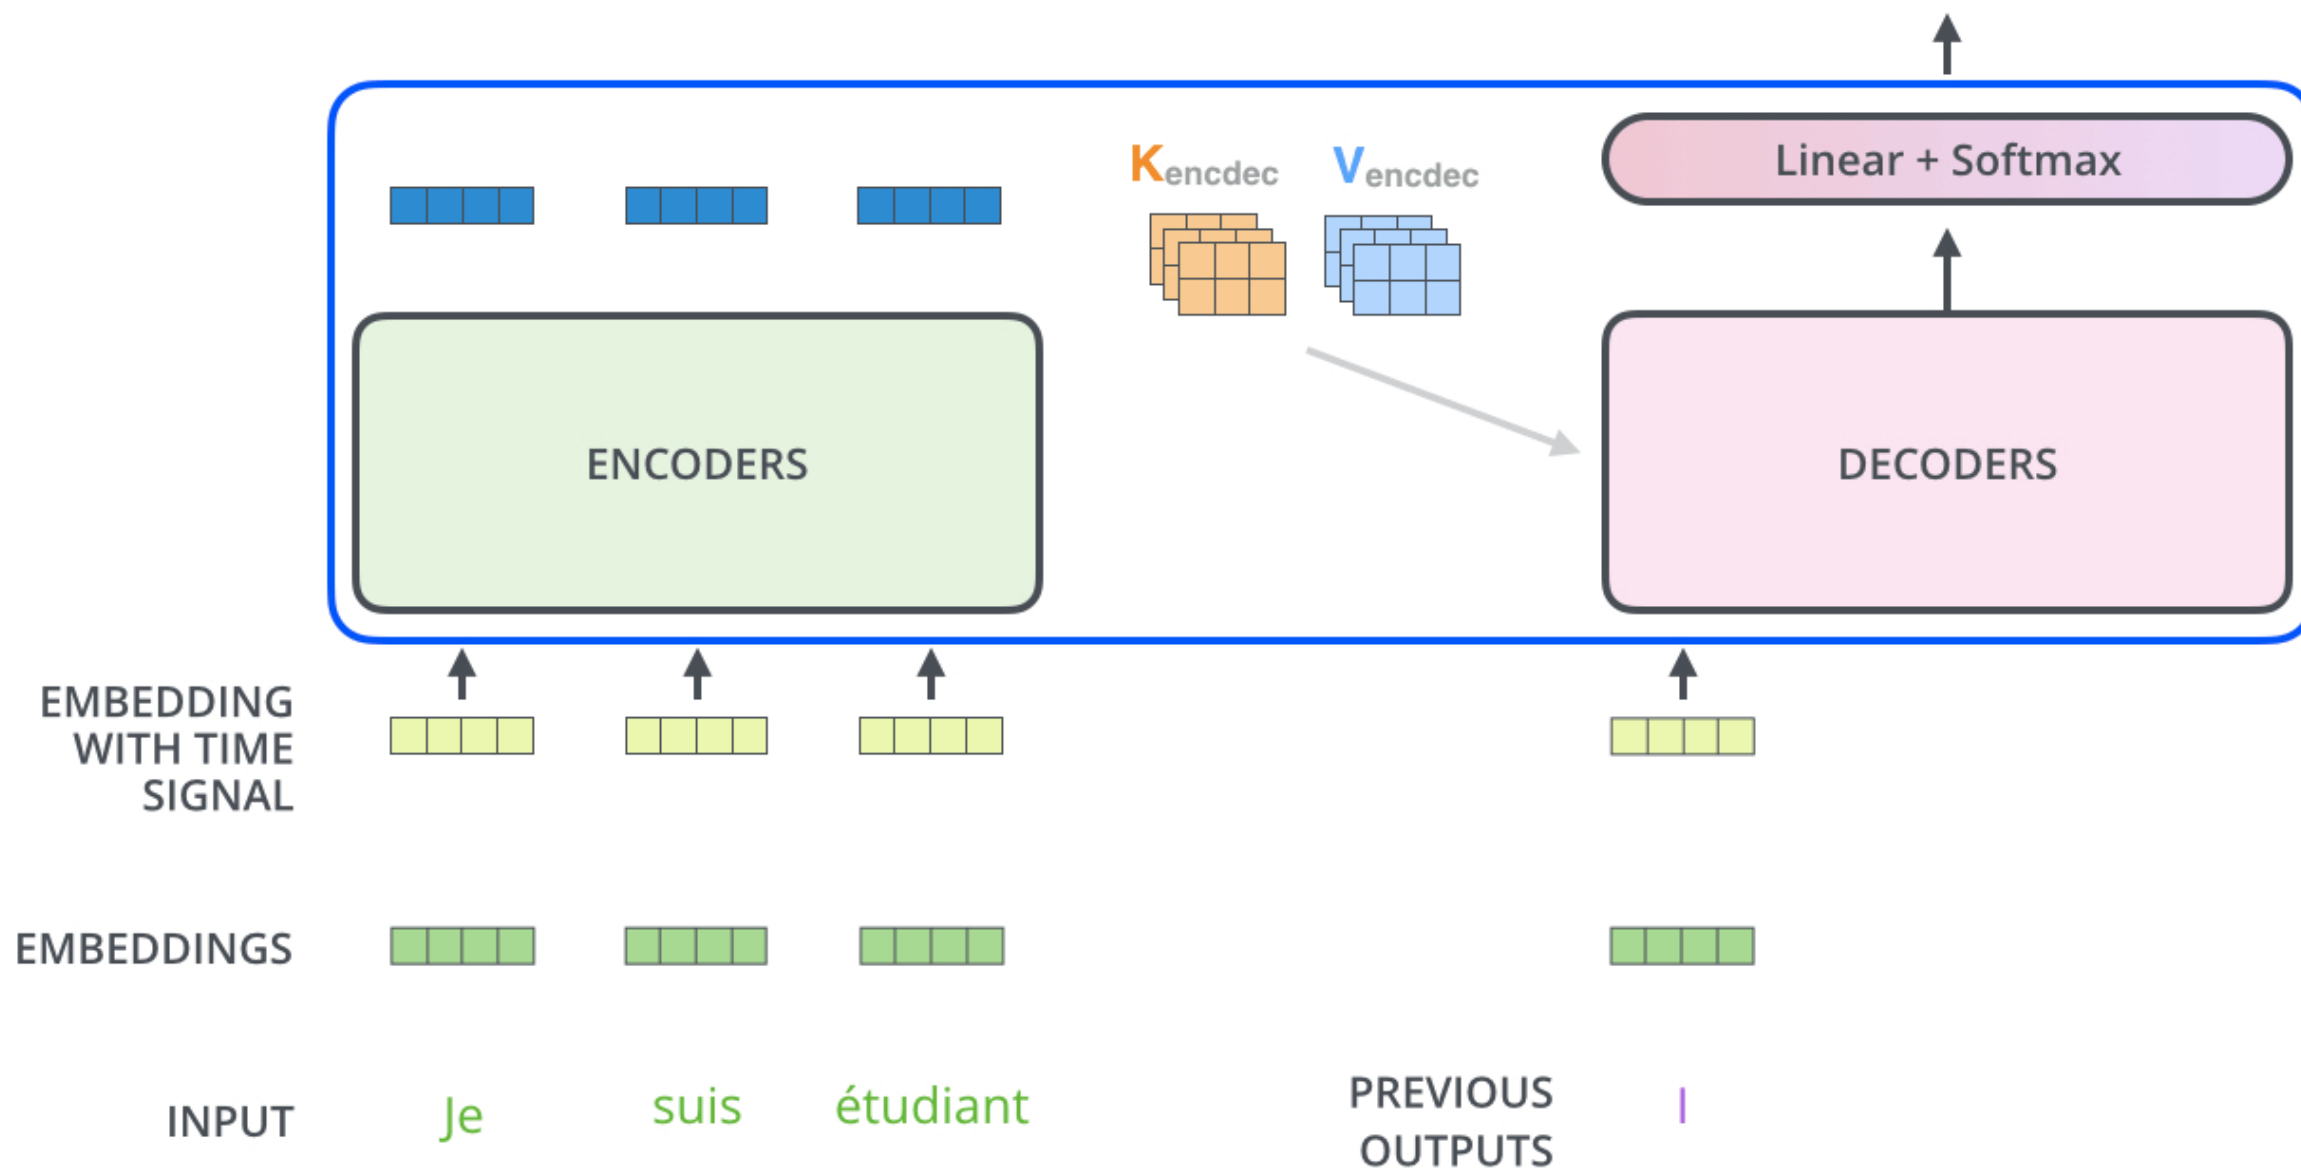 Kencdec
Vencdec
Linear + Softmax
ENCODERS
DECODERS
EMBEDDING
WITH TIME
SIGNAL
EMBEDDINGS
INPUT
Je
suis
étudiant
PREVIOUS
OUTPUTS
I